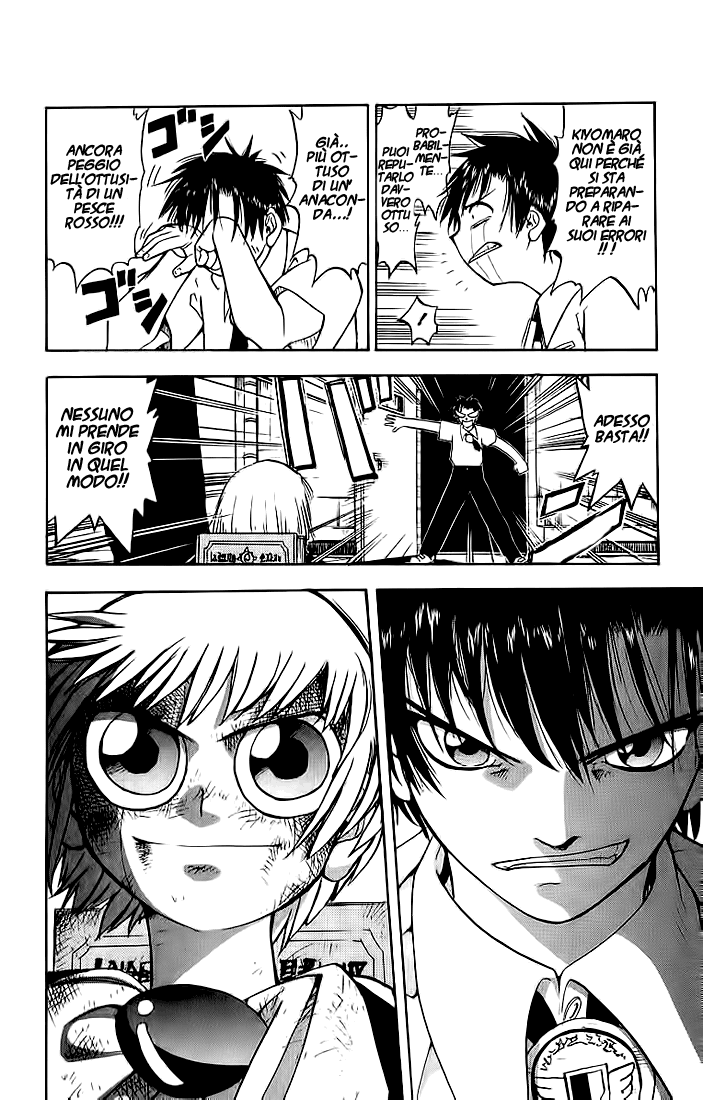 KIYOMARO
NON È GIÀ
QUI PERCHÉ
SI STA
PREPARAN-
DO A RIPA-
RARE AI
SUOI ERRORI
!!!
PRO-
BABIL-
MENTE...
PUOI
REPU-
TARLO
DAV-
VERO
OTTU
SO...
!
GIÀ..
PIÙ OT-
TUSO
DI UN'
ANACON-
DA...!
ゴシ
ANCORA
PEGGIO
DELL'OTTUSI-
TÀ DI UN
PESCE
ROSSO!!!
ゴシ
ADESSO
BASTA!!
NESSUNO
MI PRENDE
IN GIRO
IN QUEL
MODO!!